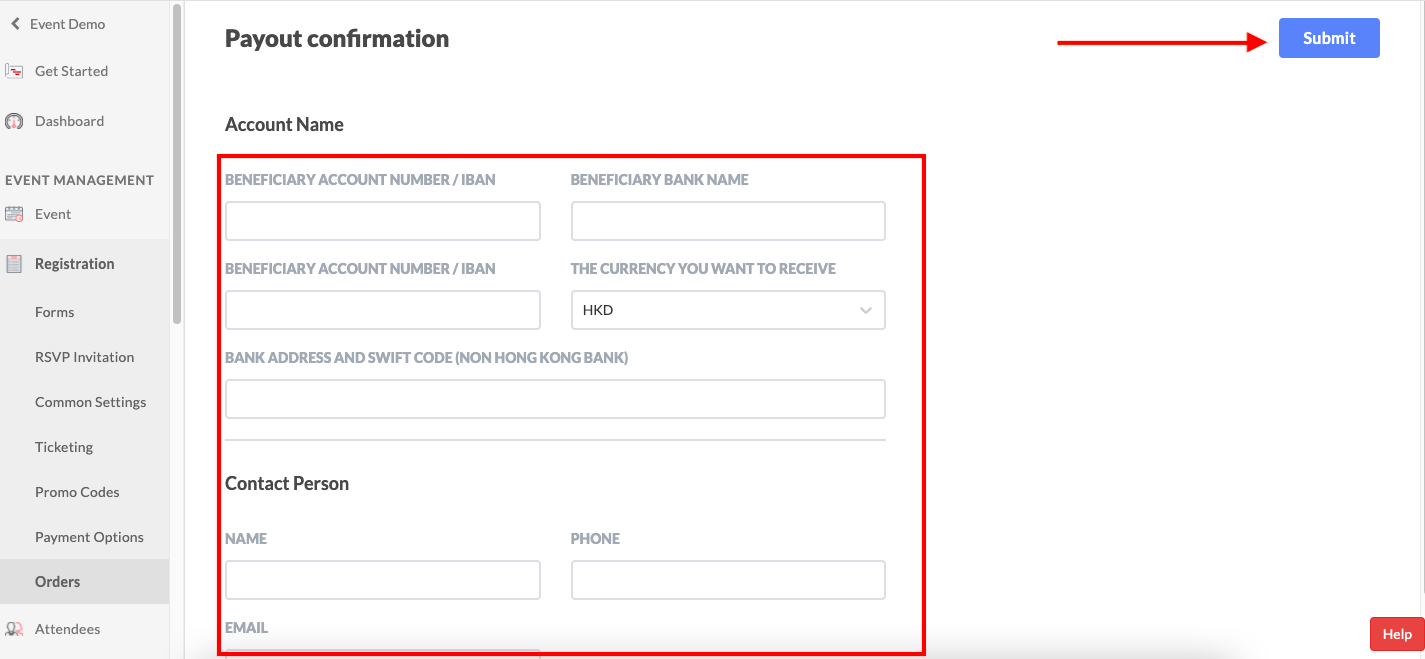 Event Demo
Get Started
Dashboard
EVENT MANAGEMENT
Event
Registration
Forms
RSVP Invitation
Common Settings
Ticketing
Promo Codes
Payment Options
Orders
Attendees
Payout confirmation
Submit
Account Name
BENEFICIARY ACCOUNT NUMBER / IBAN
BENEFICIARY BANK NAME
BENEFICIARY ACCOUNT NUMBER / IBAN
THE CURRENCY YOU WANT TO RECEIVE
HKD
BANK ADDRESS AND SWIFT CODE (NON HONG KONG BANK)
Contact Person
NAME
PHONE
EMAIL
Help